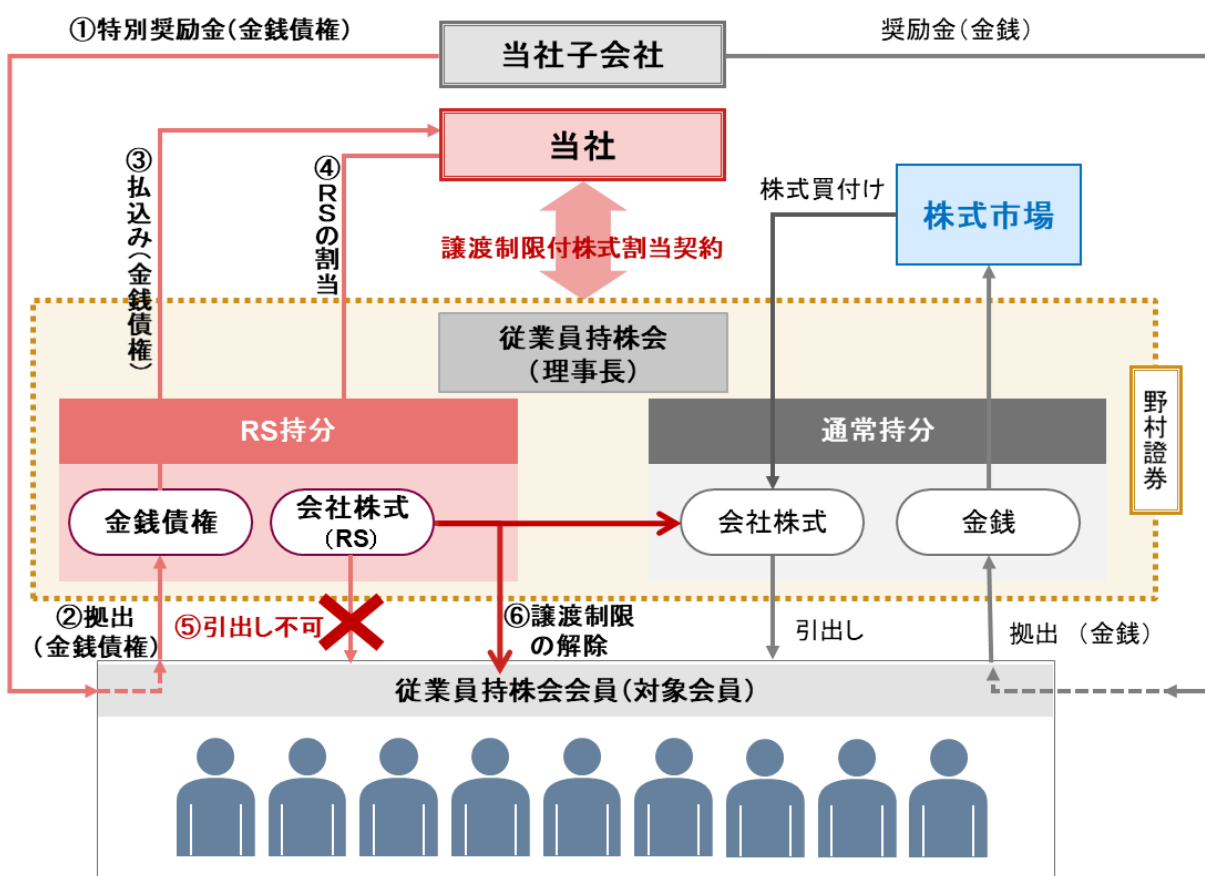 ①特別奨励金(金銭債権)
当社子会社
奨励金(金銭)
当社
③払込み(金銭債権)
④RSの割当
株式買付け
株式市場
譲渡制限付株式割当契約
従業員持株会
(理事長)
野村證券
RS持分
通常持分
金銭債権
会社株式
(RS)
会社株式
金銭
②拠出
(金銭債権)
⑤引出し不可
⑥譲渡制限
の解除
引出し
拠出 (金銭)
従業員持株会会員(対象会員)